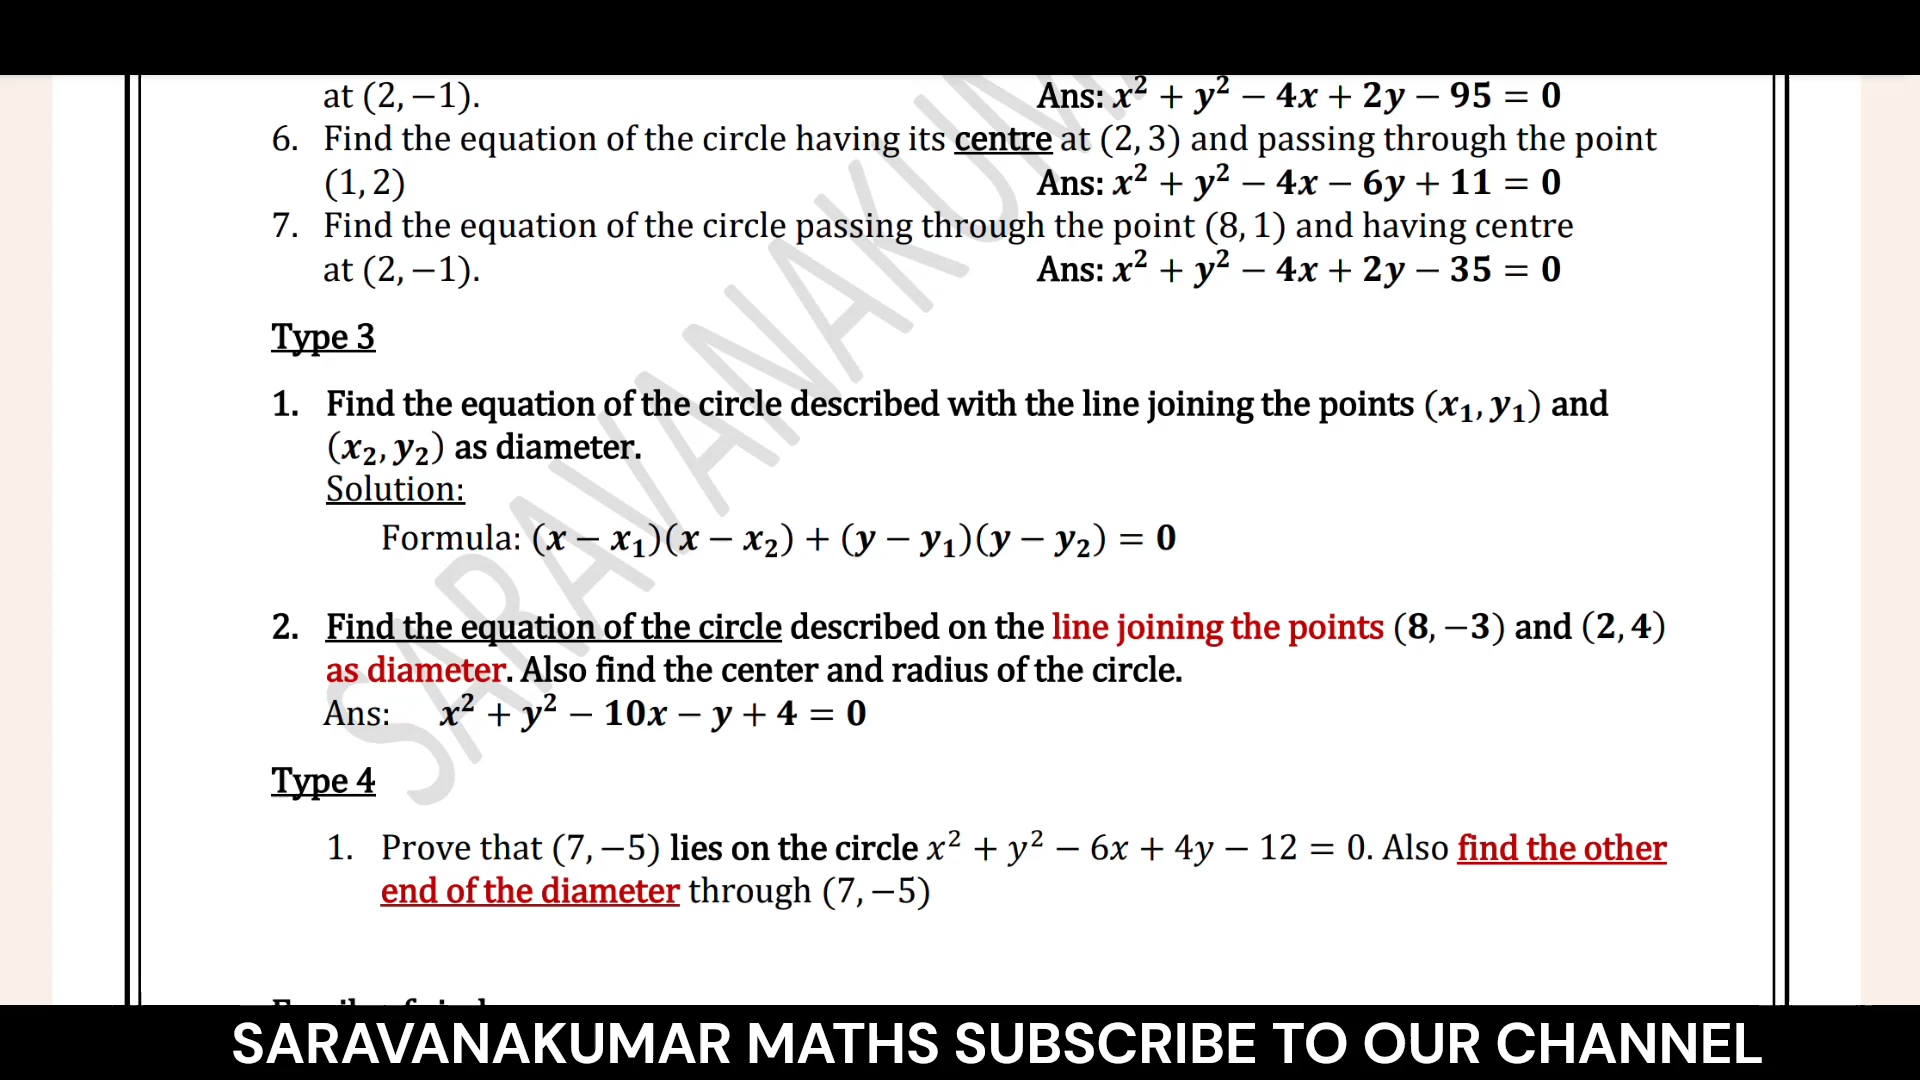 at (2, −1). Ans: x² + y² − 4x + 2y − 95 = 0
6. Find the equation of the circle having its centre at (2, 3) and passing through the point
(1, 2) Ans: x² + y² − 4x − 6y + 11 = 0
7. Find the equation of the circle passing through the point (8, 1) and having centre
at (2, −1). Ans: x² + y² − 4x + 2y − 35 = 0
Type 3
1. Find the equation of the circle described with the line joining the points (x₁, y₁) and
(x₂, y₂) as diameter.
Solution:
Formula: (x − x₁)(x − x₂) + (y − y₁)(y − y₂) = 0
2. Find the equation of the circle described on the line joining the points (8, −3) and (2, 4)
as diameter. Also find the center and radius of the circle.
Ans: x² + y² − 10x − y + 4 = 0
Type 4
1. Prove that (7, −5) lies on the circle x² + y² − 6x + 4y − 12 = 0. Also find the other
end of the diameter through (7, −5)
SARAVANAKUM
SARAVANAKUMAR MATHS SUBSCRIBE TO OUR CHANNEL